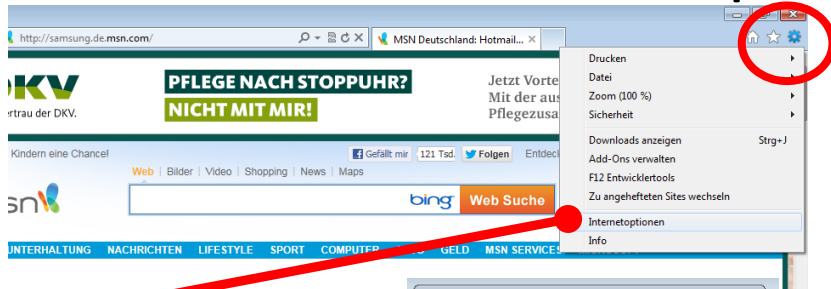 http://samsung.de.msn.com/
MSN Deutschland: Hotmail...
Drucken
Datei
Zoom (100 %)
Sicherheit
Downloads anzeigen Strg+J
Add-Ons verwalten
F12 Entwicklertools
Zu angehefteten Sites wechseln
Internetoptionen
Info
DKV
ertrau der DKV.
PFLEGE NACH STOPPUHR?
NICHT MIT MIR!
Jetzt Vorte
Mit der aus
Pflegezusa
Kindern eine Chance!
Gefällt mir 121 Tsd. Folgen Entdeck
Web | Bilder | Video | Shopping | News | Maps
sn
bing Web Suche
UNTERHALTUNG NACHRICHTEN LIFESTYLE SPORT COMPUTER GELD MSN SERVICES